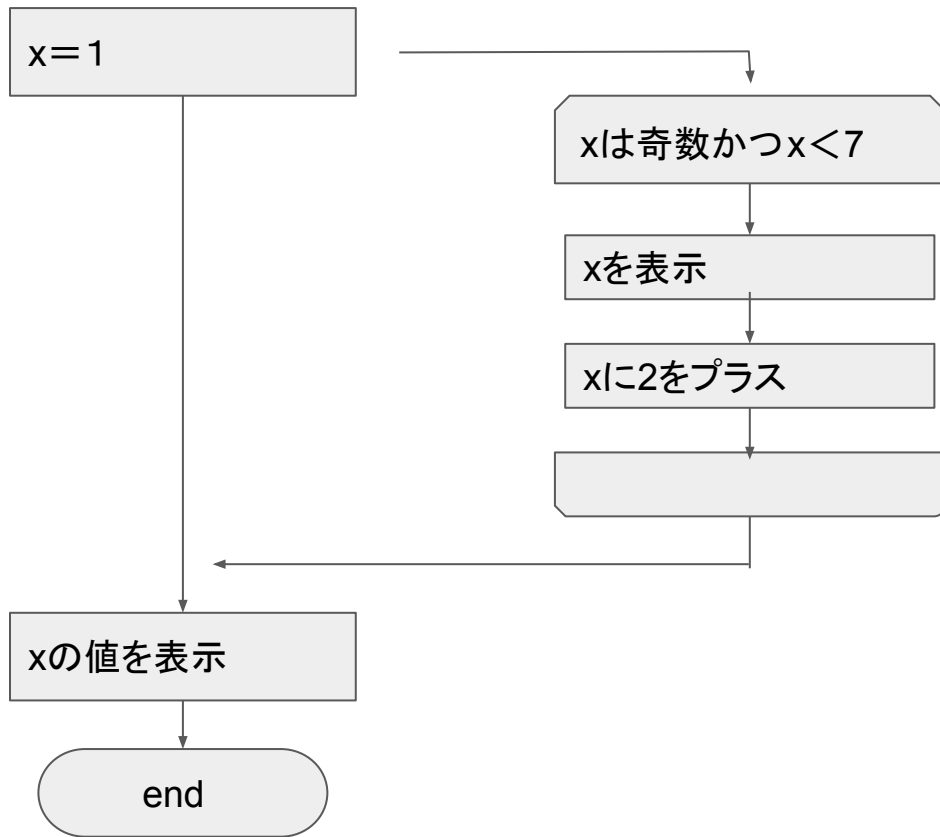 x＝１
xは奇数かつx＜7
xを表示
xに2をプラス
xの値を表示
end